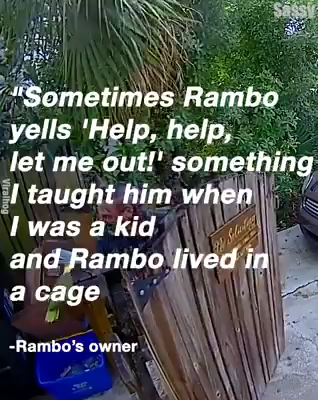 Sassy
"Sometimes Rambo
yells 'Help, help,
let me out!' something
I taught him when
I was a kid
and Rambo lived in
a cage
-Rambo's owner
Viralhog